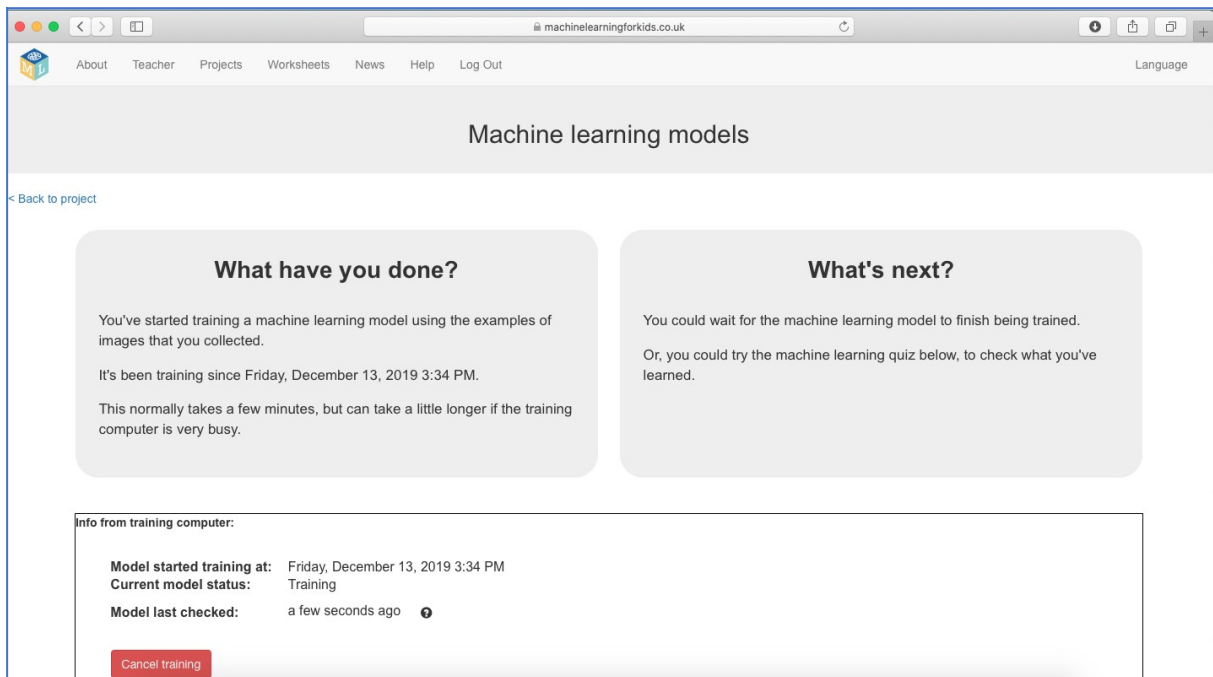 machinelearningforkids.co.uk
ML
About Teacher Projects Worksheets News Help Log Out Language
Machine learning models
< Back to project
What have you done?
You've started training a machine learning model using the examples of
images that you collected.
It's been training since Friday, December 13, 2019 3:34 PM.
This normally takes a few minutes, but can take a little longer if the training
computer is very busy.
What's next?
You could wait for the machine learning model to finish being trained.
Or, you could try the machine learning quiz below, to check what you've
learned.
Info from training computer:
Model started training at: Friday, December 13, 2019 3:34 PM
Current model status: Training
Model last checked: a few seconds ago ?
Cancel training